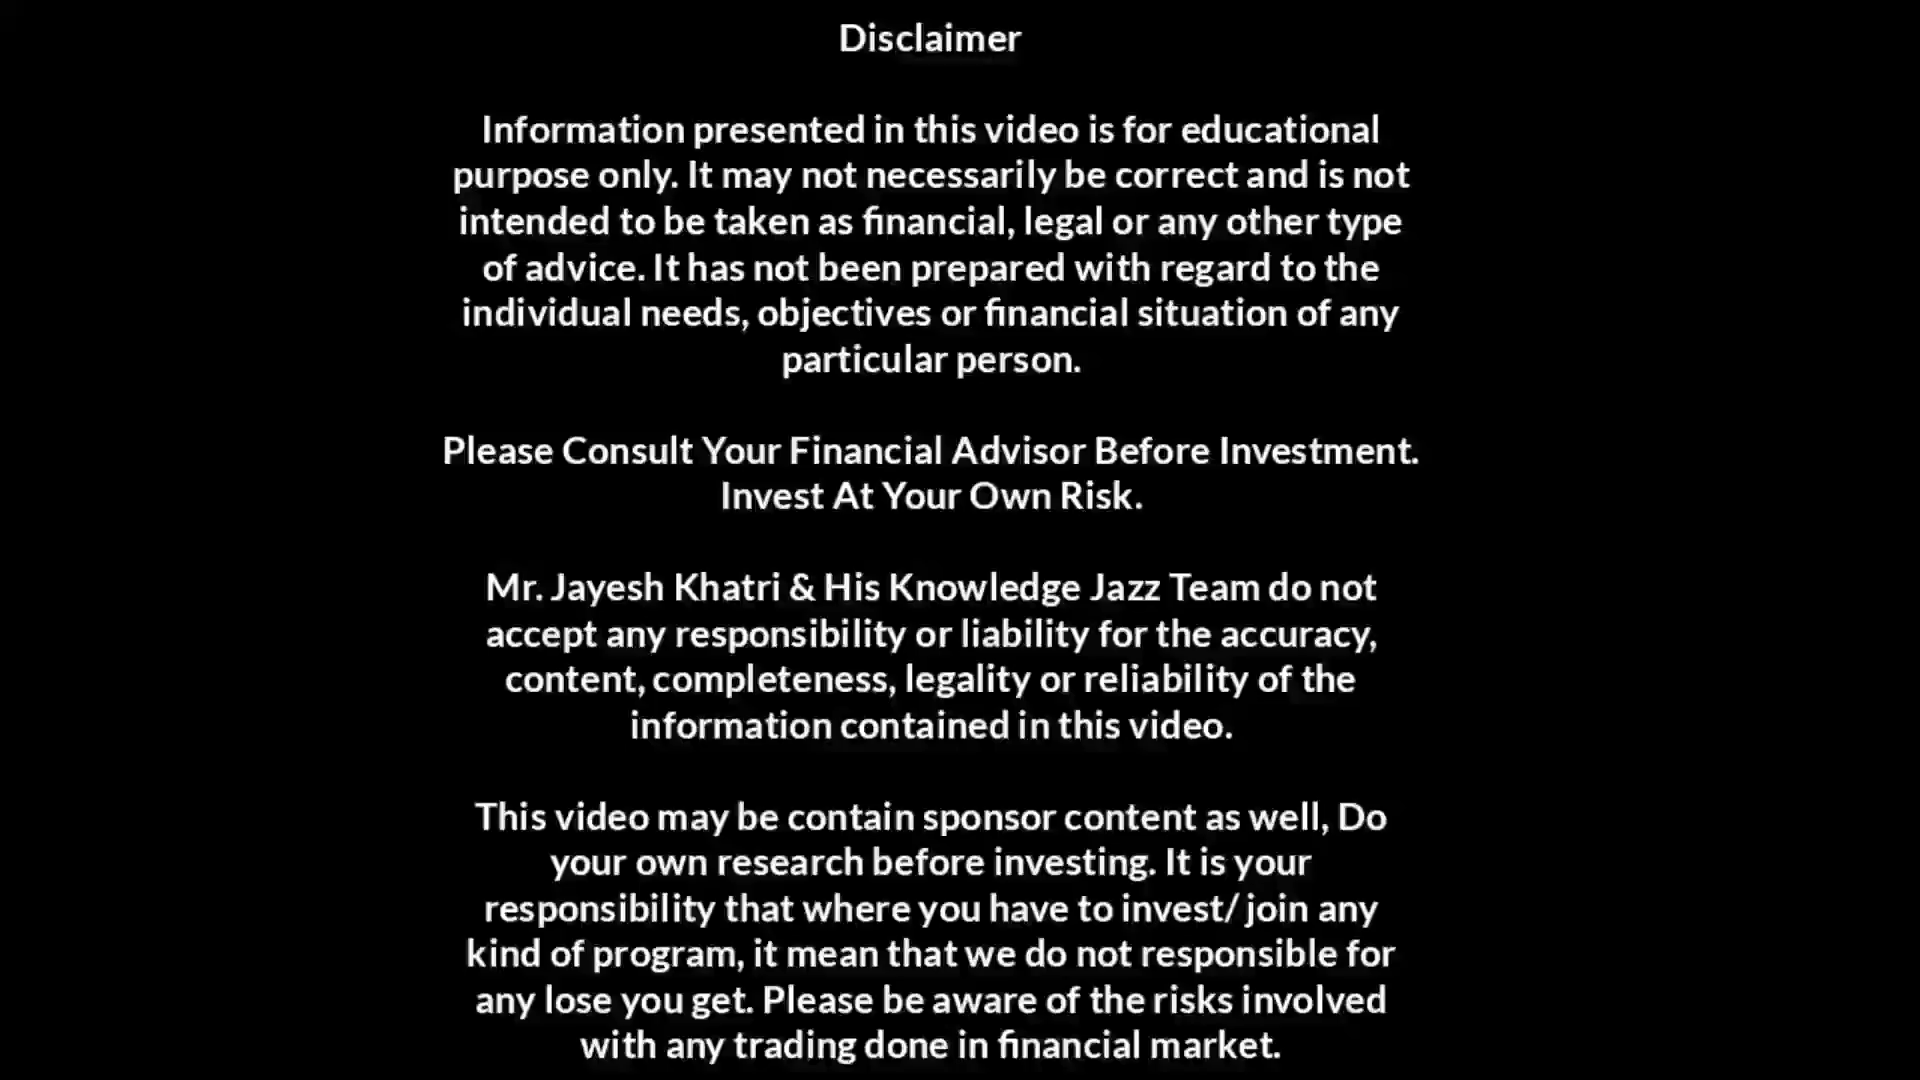 Disclaimer
Information presented in this video is for educational
purpose only. It may not necessarily be correct and is not
intended to be taken as financial, legal or any other type
of advice. It has not been prepared with regard to the
individual needs, objectives or financial situation of any
particular person.
Please Consult Your Financial Advisor Before Investment.
Invest At Your Own Risk.
Mr. Jayesh Khatri & His Knowledge Jazz Team do not
accept any responsibility or liability for the accuracy,
content, completeness, legality or reliability of the
information contained in this video.
This video may be contain sponsor content as well, Do
your own research before investing. It is your
responsibility that where you have to invest/ join any
kind of program, it mean that we do not responsible for
any lose you get. Please be aware of the risks involved
with any trading done in financial market.